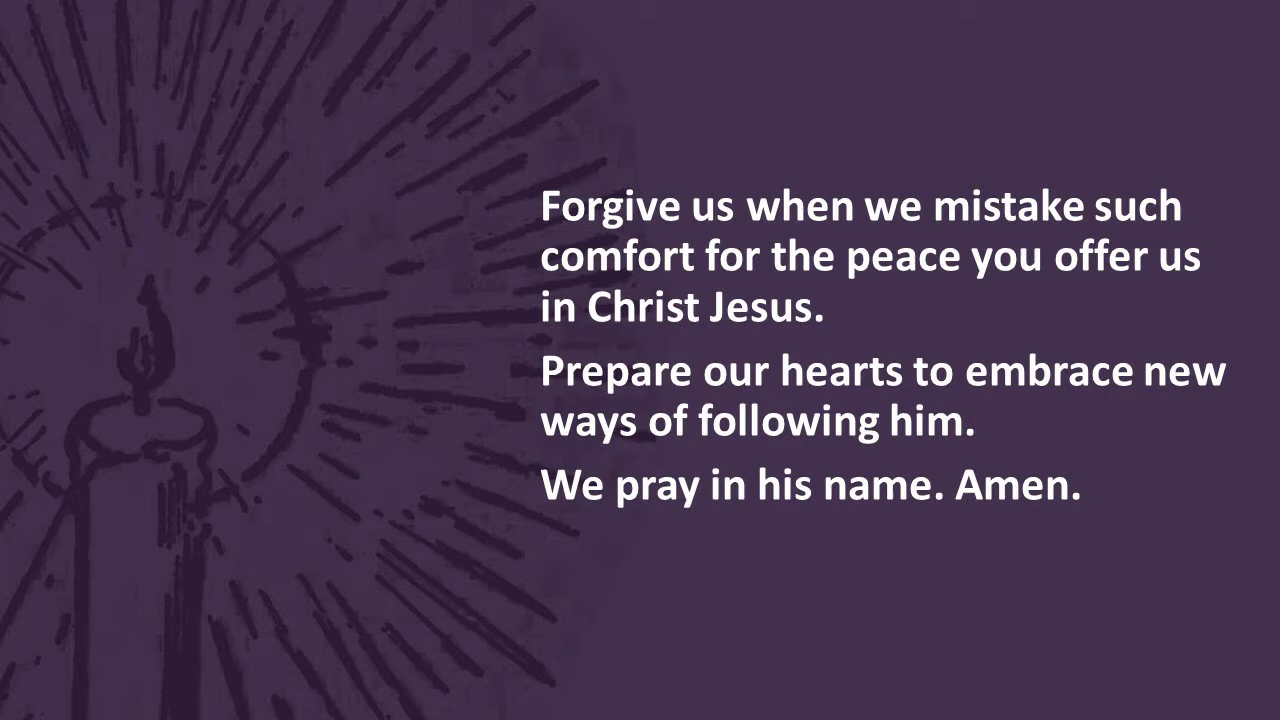 Forgive us when we mistake such
comfort for the peace you offer us
in Christ Jesus.
Prepare our hearts to embrace new
ways of following him.
We pray in his name. Amen.